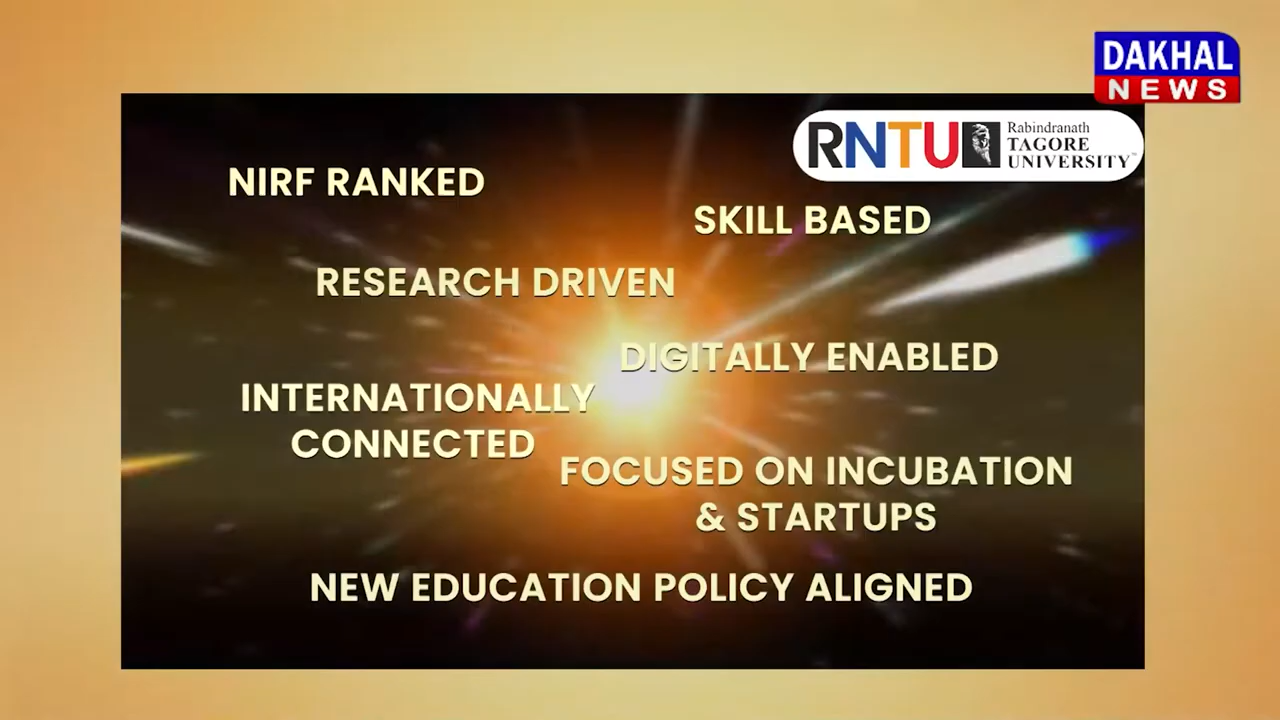 DAKHAL
NEWS
RNTU
Rabindranath
TAGORE
UNIVERSITY™
NIRF RANKED
SKILL BASED
RESEARCH DRIVEN
DIGITALLY ENABLED
INTERNATIONALLY
CONNECTED
FOCUSED ON INCUBATION
& STARTUPS
NEW EDUCATION POLICY ALIGNED